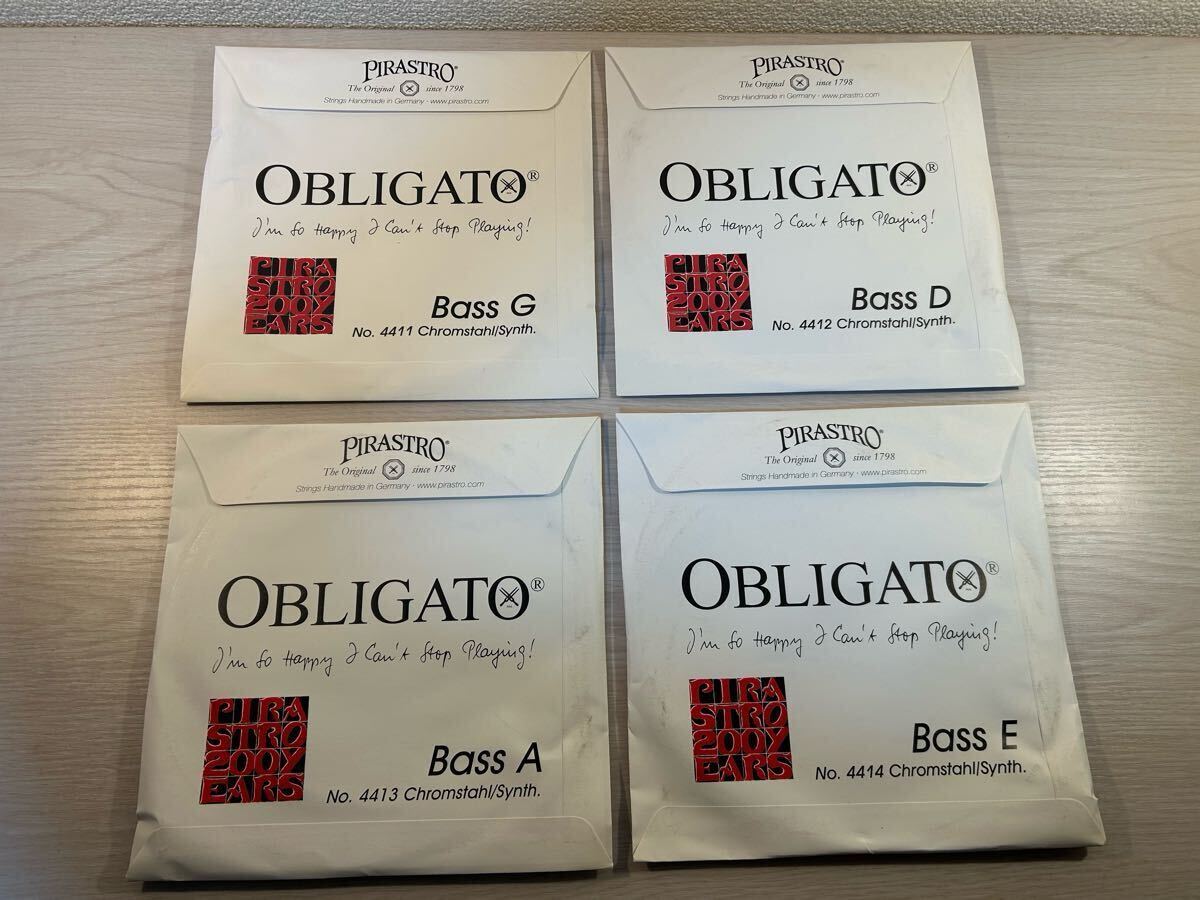 PIRASTRO®
The Original since 1798
Strings Handmade in Germany · www.pirastro.com
OBLIGATO®
I'm So Happy I Can't Stop Playing!
PIRA
STRO
200Y
EARS
Bass G
No. 4411 Chromstahl/Synth.
PIRASTRO®
The Original since 1798
Strings Handmade in Germany · www.pirastro.com
OBLIGATO®
I'm So Happy I Can't Stop Playing!
PIRA
STRO
200Y
EARS
Bass D
No. 4412 Chromstahl/Synth.
PIRASTRO®
The Original since 1798
Strings Handmade in Germany · www.pirastro.com
OBLIGATO®
I'm So Happy I Can't Stop Playing!
PIRA
STRO
200Y
EARS
Bass A
No. 4413 Chromstahl/Synth.
PIRASTRO®
The Original since 1798
Strings Handmade in Germany · www.pirastro.com
OBLIGATO®
I'm So Happy I Can't Stop Playing!
PIRA
STRO
200Y
EARS
Bass E
No. 4414 Chromstahl/Synth.